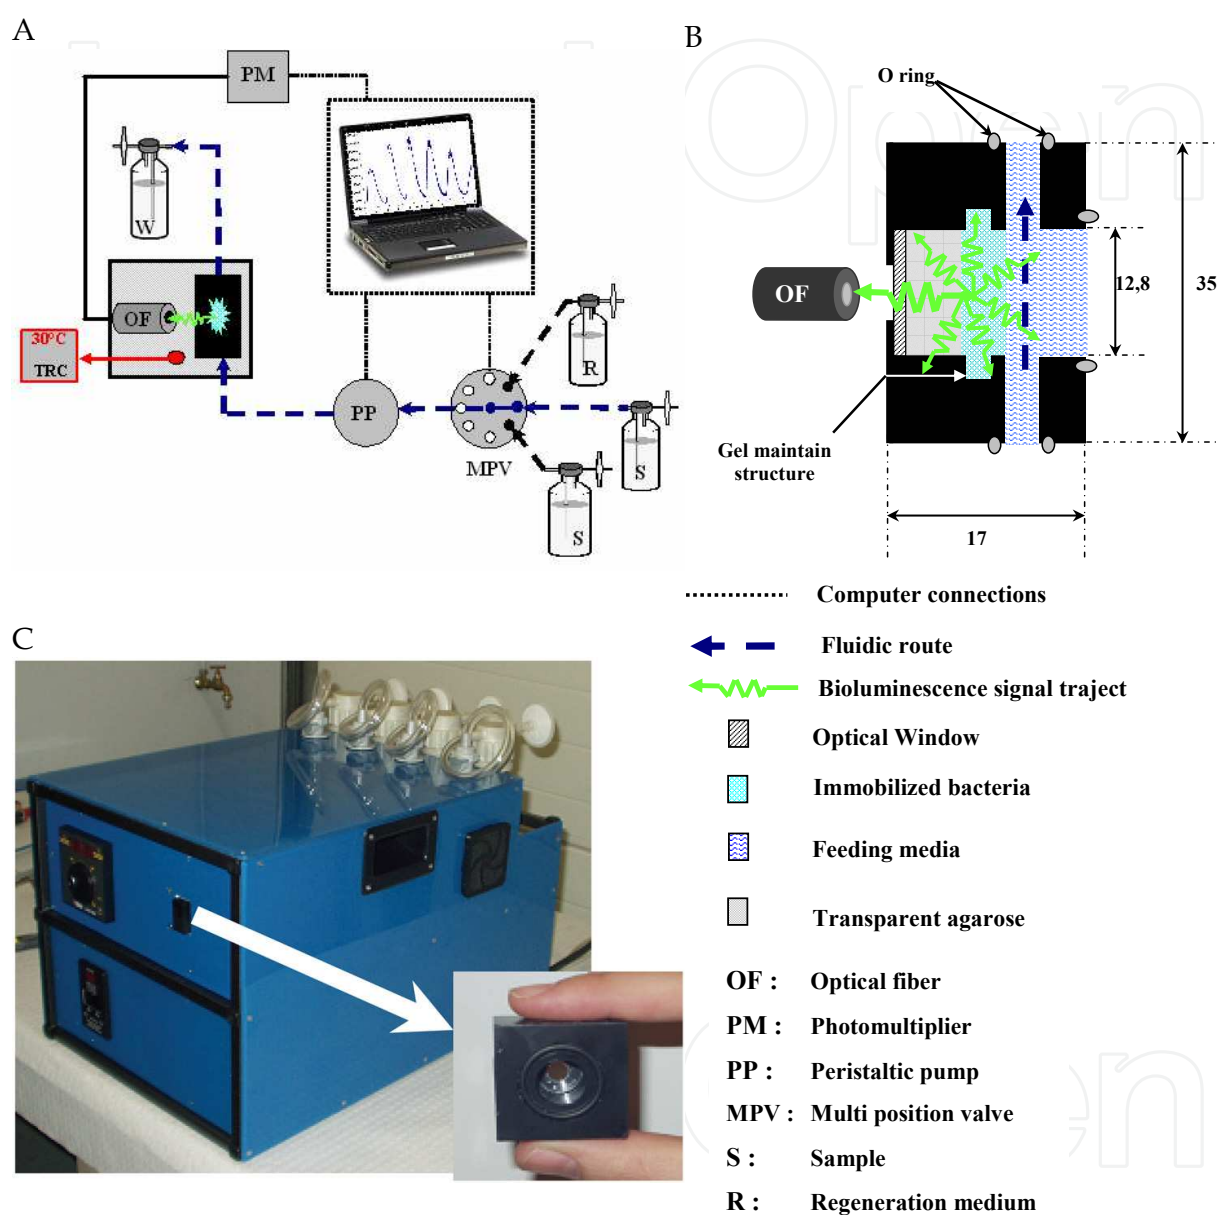 A
PM
W
OF
30°C
TRC
PP
MPV
R
S
S
B
O ring
OF
12,8
35
Gel maintain
structure
17
Computer connections
Fluidic route
Bioluminescence signal traject
Optical Window
Immobilized bacteria
Feeding media
Transparent agarose
OF : Optical fiber
PM : Photomultiplier
PP : Peristaltic pump
MPV : Multi position valve
S : Sample
R : Regeneration medium
C
Open
en